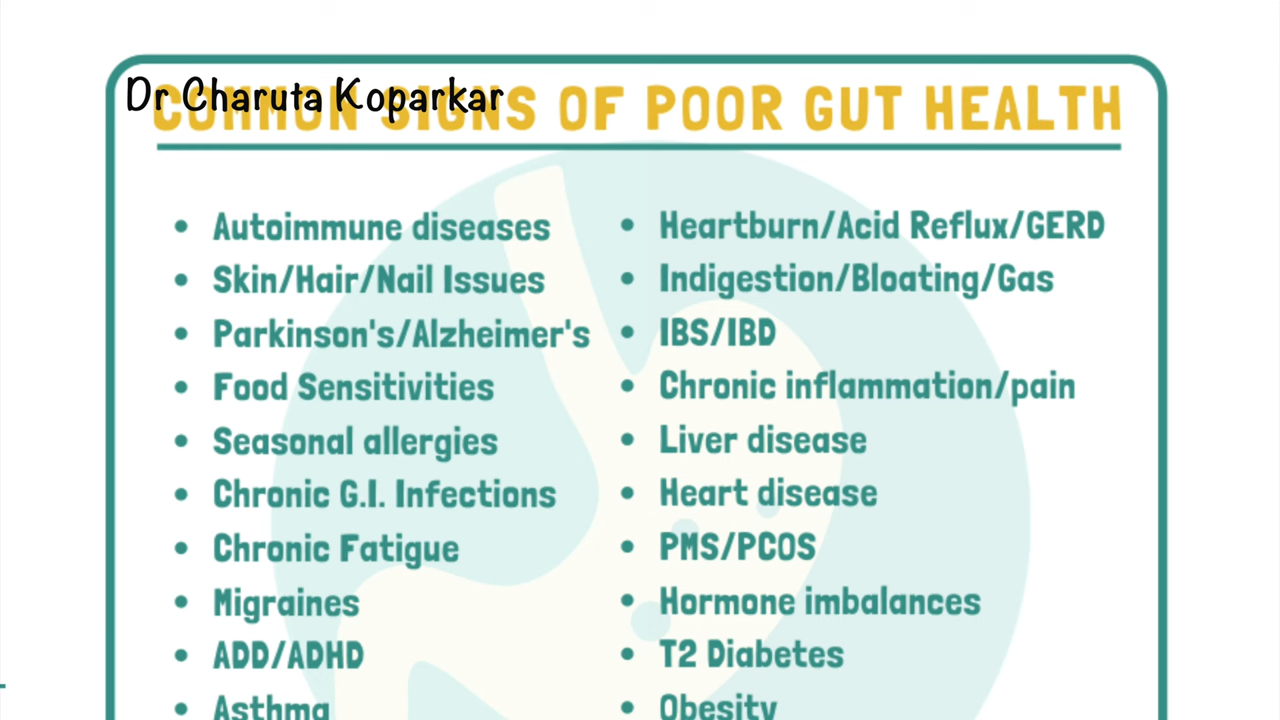 Dr Charuta Koparkar
COMMON SIGNS OF POOR GUT HEALTH
• Autoimmune diseases
• Skin/Hair/Nail Issues
• Parkinson's/Alzheimer's
• Food Sensitivities
• Seasonal allergies
• Chronic G.I. Infections
• Chronic Fatigue
• Migraines
• ADD/ADHD
• Asthma
• Heartburn/Acid Reflux/GERD
• Indigestion/Bloating/Gas
• IBS/IBD
• Chronic inflammation/pain
• Liver disease
• Heart disease
• PMS/PCOS
• Hormone imbalances
• T2 Diabetes
• Obesity